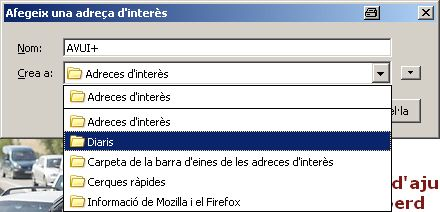 Afegeix una adreça d'interès
Nom: AVUI+
Crea a: Adreces d'interès
Adreces d'interès
Adreces d'interès
Diaris
Carpeta de la barra d'eines de les adreces d'interès
Cerques ràpides
Informació de Mozilla i el Firefox
el·la
d'aju
perd